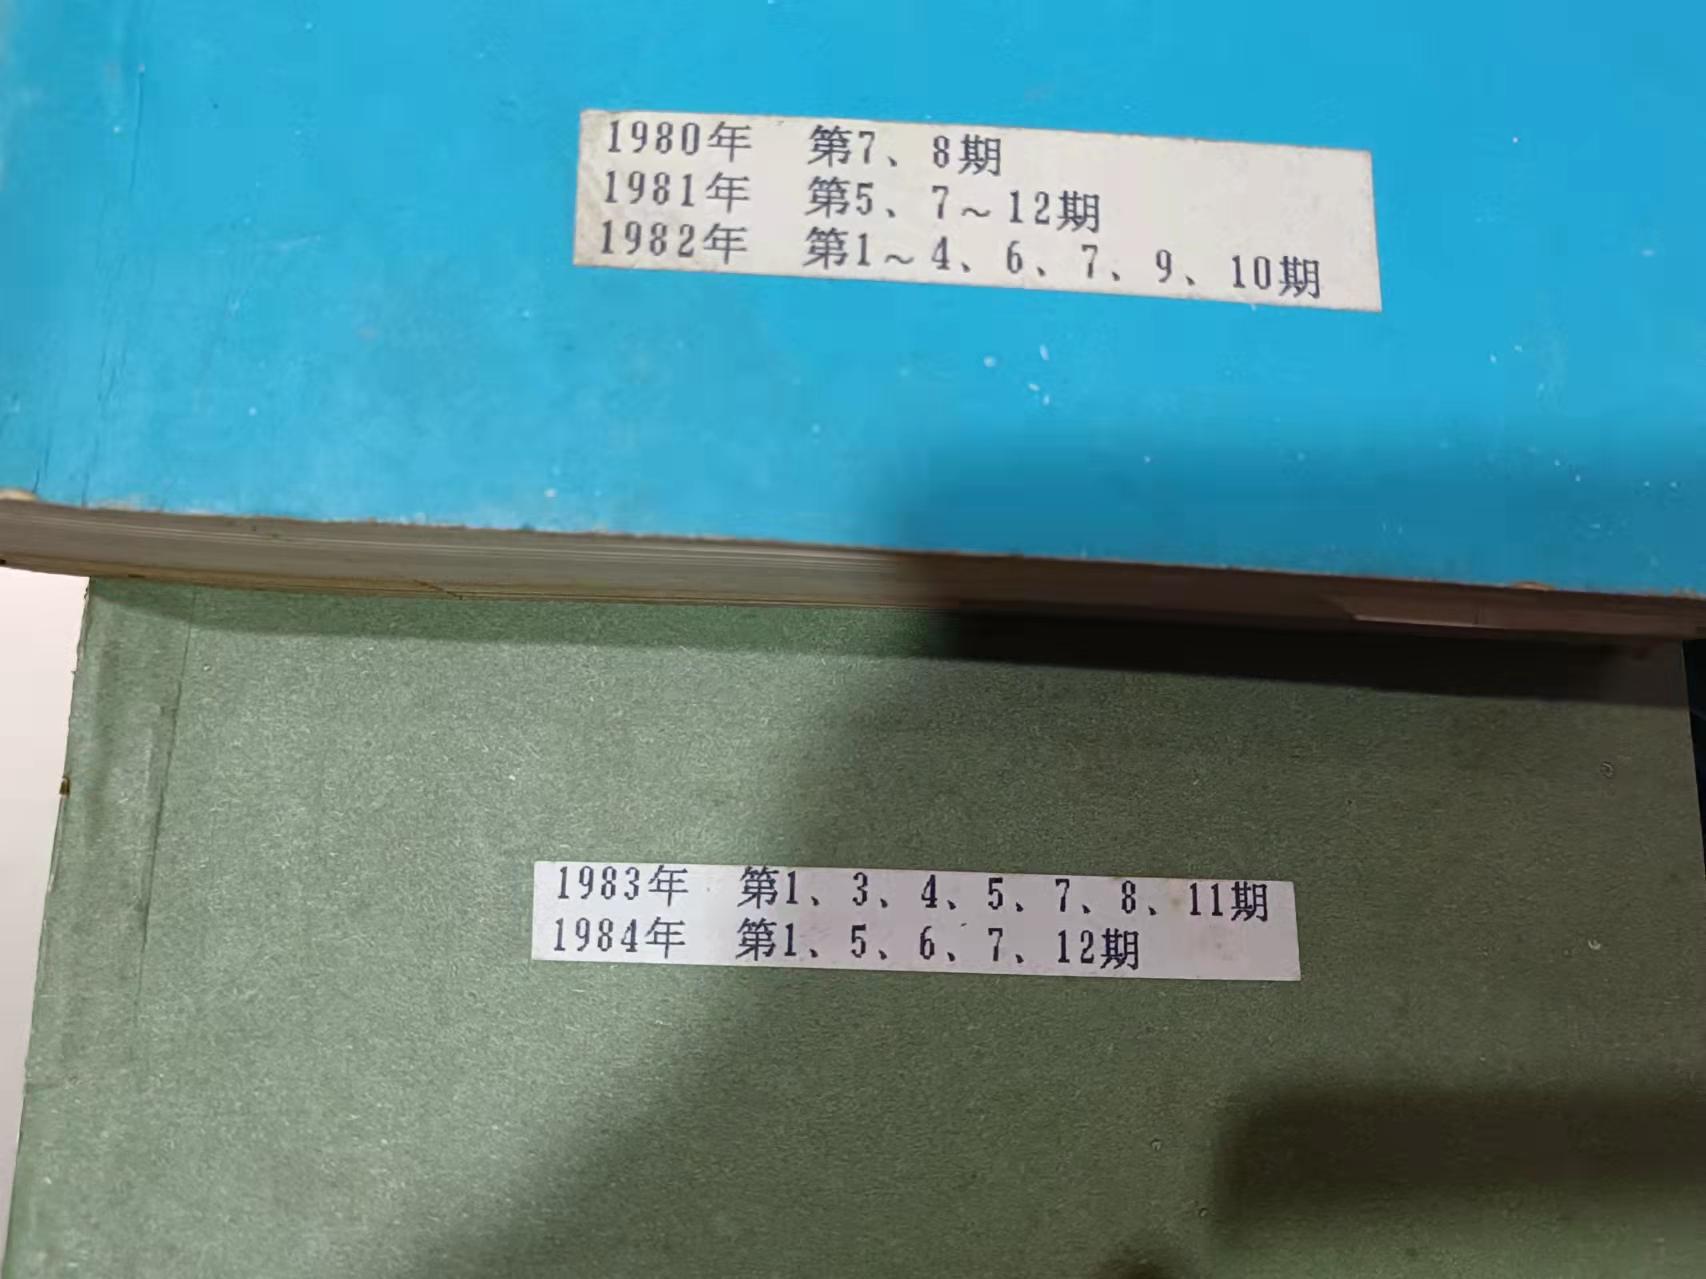 1980年　第7、8期
1981年　第5、7～12期
1982年　第1～4、6、7、9、10期
1983年　第1、3、4、5、7、8、11期
1984年　第1、5、6、7、12期